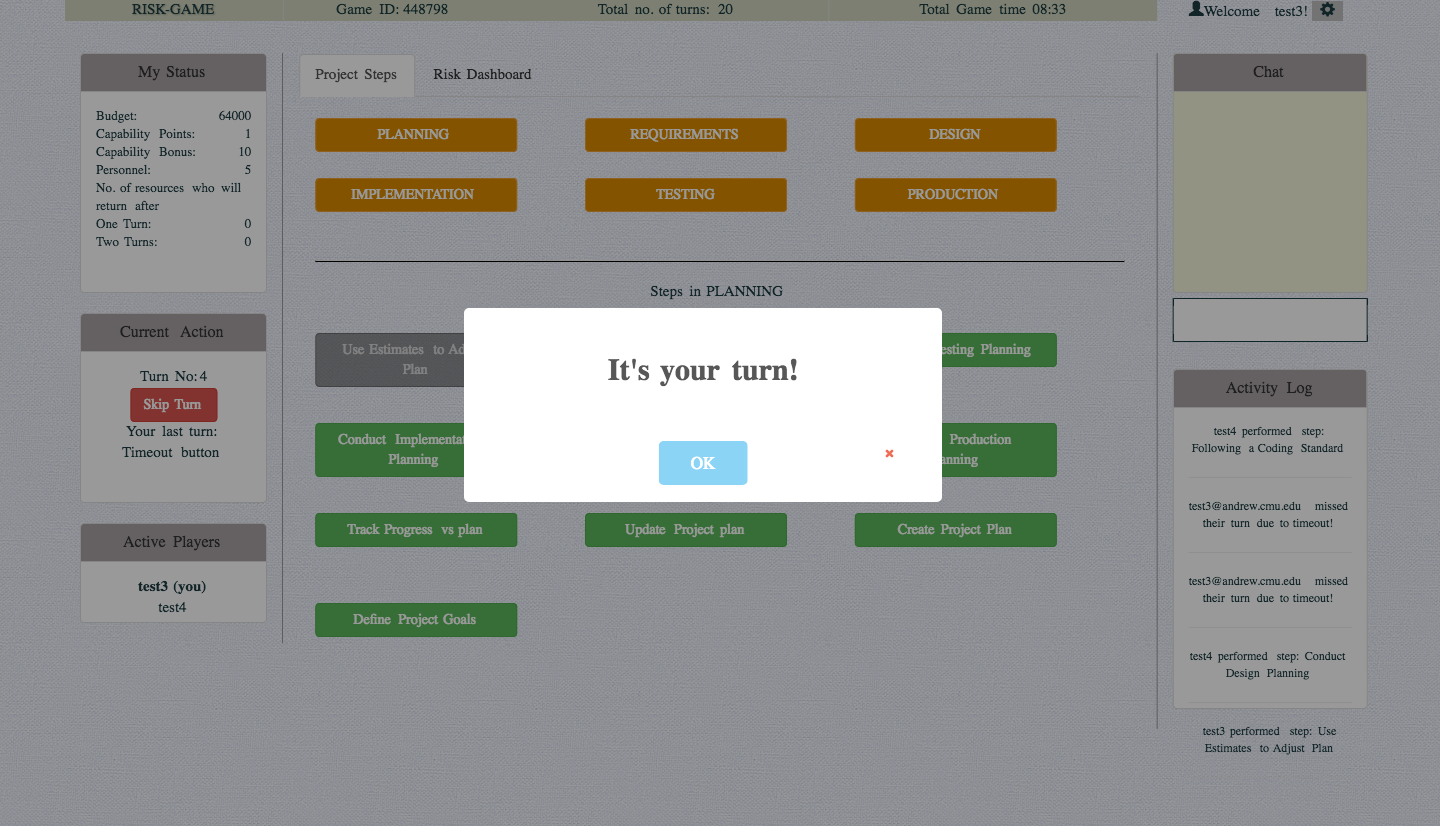 RISK-GAME
Game ID: 448798
Total no. of turns: 20
Total Game time 08:33
Welcome test3!
My Status
Budget: 64000
Capability Points: 1
Capability Bonus: 10
Personnel: 5
No. of resources who will
return after
One Turn: 0
Two Turns: 0
Current Action
Turn No: 4
Skip Turn
Your last turn:
Timeout button
Active Players
test3 (you)
test4
Project Steps
Risk Dashboard
PLANNING
REQUIREMENTS
DESIGN
IMPLEMENTATION
TESTING
PRODUCTION
Steps in PLANNING
Use Estimates to Ad
Plan
esting Planning
Conduct Implementat
Planning
Production
anning
It's your turn!
OK
Track Progress vs plan
Update Project plan
Create Project Plan
Define Project Goals
Chat
Activity Log
test4 performed step:
Following a Coding Standard
test3@andrew.cmu.edu missed
their turn due to timeout!
test3@andrew.cmu.edu missed
their turn due to timeout!
test4 performed step: Conduct
Design Planning
test3 performed step: Use
Estimates to Adjust Plan